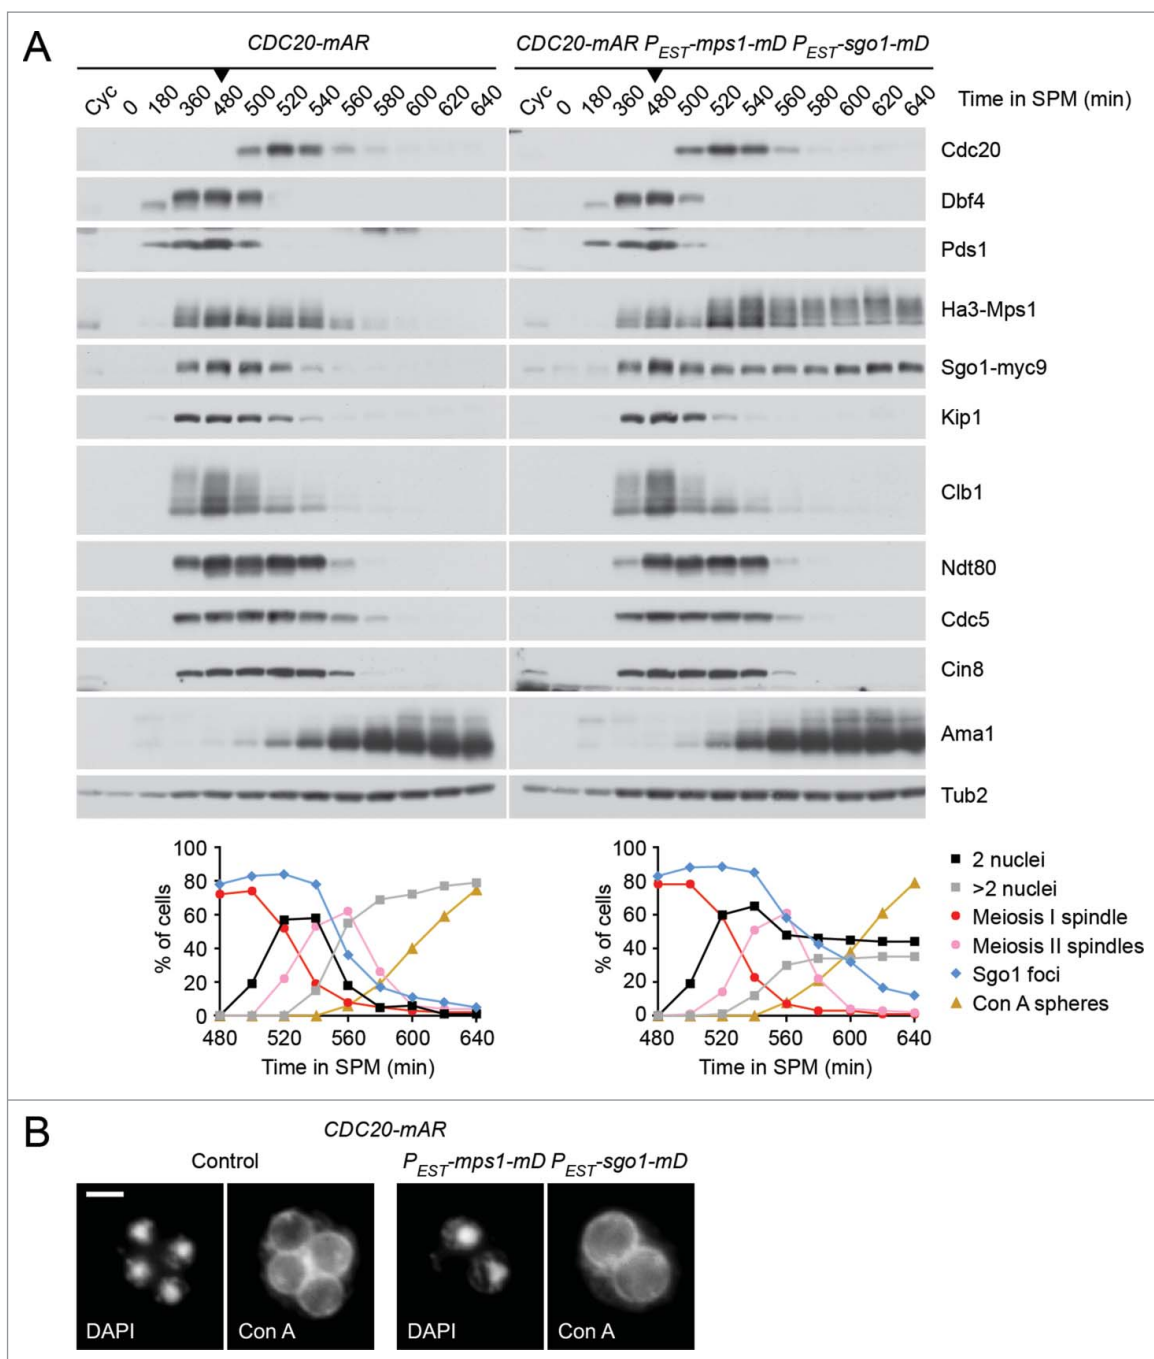 A
CDC20-mAR
CDC20-mAR P_EST-mps1-mD P_EST-sgo1-mD
Cyc 0 180 360 480 500 520 540 560 580 600 620 640
Cyc 0 180 360 480 500 520 540 560 580 600 620 640
Time in SPM (min)
Cdc20
Dbf4
Pds1
Ha3-Mps1
Sgo1-myc9
Kip1
Clb1
Ndt80
Cdc5
Cin8
Ama1
Tub2
% of cells
100
80
60
40
20
0
480 520 560 600 640
Time in SPM (min)
% of cells
100
80
60
40
20
0
480 520 560 600 640
Time in SPM (min)
2 nuclei
>2 nuclei
Meiosis I spindle
Meiosis II spindles
Sgo1 foci
Con A spheres
B
CDC20-mAR
Control
P_EST-mps1-mD P_EST-sgo1-mD
DAPI
Con A
DAPI
Con A